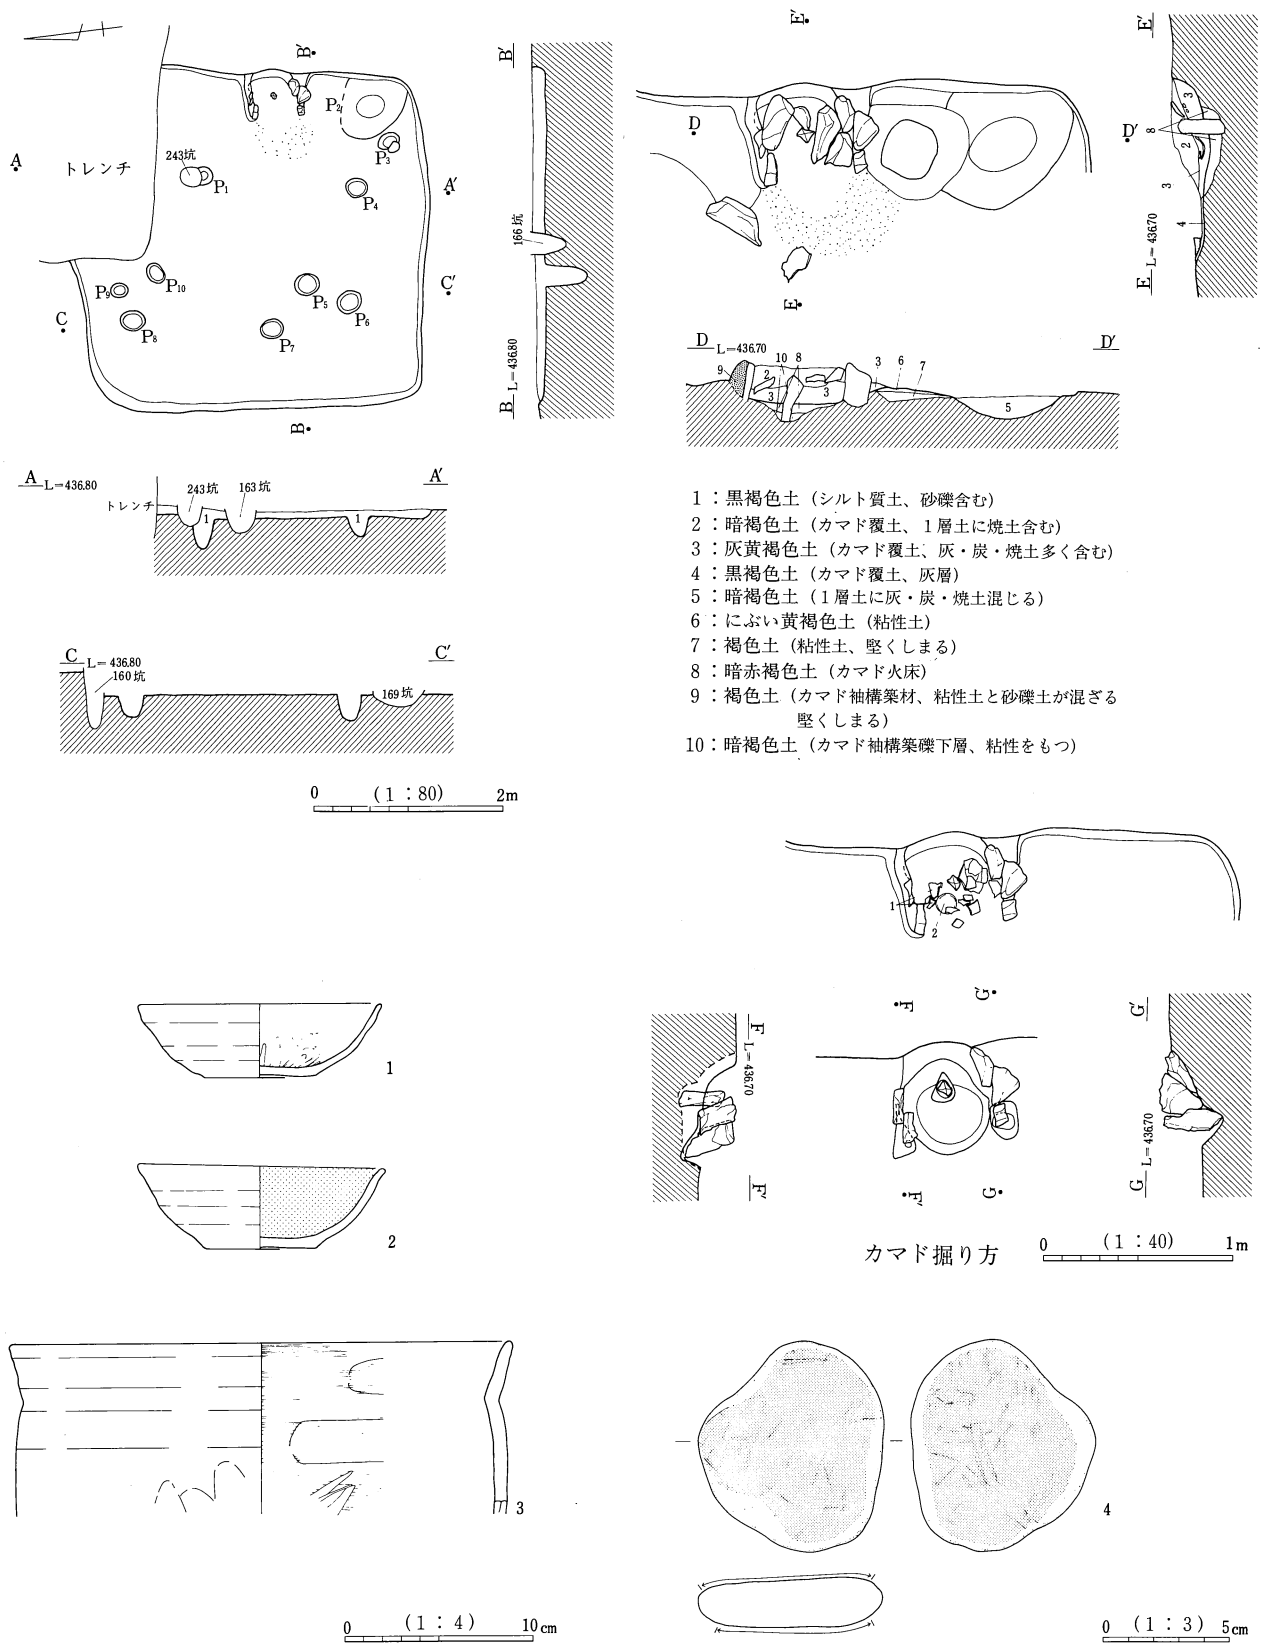 B′
A
トレンチ
243坑
P1
P2
P3
P4
A′
C′
C
P9
P10
P8
P5
P6
P7
B
B′
166坑
B L=436.80
E′
D
E
E′
D′
8
3
2
3
4
E L=436.70
D L=436.70
D′
9
10
8
2
3
3
3
6
7
5
A L=436.80
A′
トレンチ
243坑
163坑
1
1
C L=436.80
C′
160坑
169坑
0 (1:80) 2m
1:黒褐色土(シルト質土、砂礫含む)
2:暗褐色土(カマド覆土、1層土に焼土含む)
3:灰黄褐色土(カマド覆土、灰・炭・焼土多く含む)
4:黒褐色土(カマド覆土、灰層)
5:暗褐色土(1層土に灰・炭・焼土混じる)
6:にぶい黄褐色土(粘性土)
7:褐色土(粘性土、堅くしまる)
8:暗赤褐色土(カマド火床)
9:褐色土(カマド袖構築材、粘性土と砂礫土が混ざる
堅くしまる)
10:暗褐色土(カマド袖構築礫下層、粘性をもつ)
1
2
F
G′
F L=436.70
F′
G′
G L=436.70
F′
G
カマド掘り方
0 (1:40) 1m
1
2
3
4
0 (1:4) 10cm
0 (1:3) 5cm